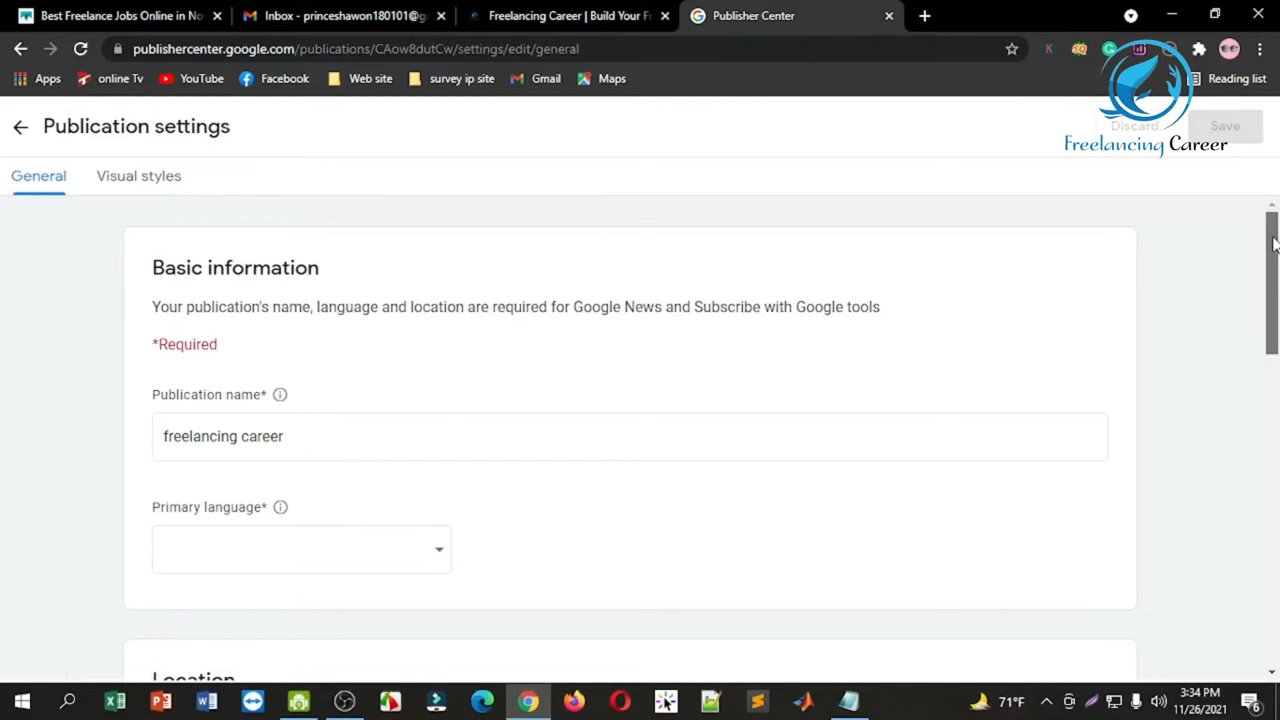 Best Freelance Jobs Online in No
Inbox - princeshawon180101@g
Freelancing Career | Build Your F
Publisher Center
publishercenter.google.com/publications/CAow8dutCw/settings/edit/general
Apps
online Tv
YouTube
Facebook
Web site
survey ip site
Gmail
Maps
Reading list
Publication settings
Discard
Save
Freelancing Career
General
Visual styles
Basic information
Your publication's name, language and location are required for Google News and Subscribe with Google tools
*Required
Publication name*
freelancing career
Primary language*
Location
71°F
3:34 PM
11/26/2021
6